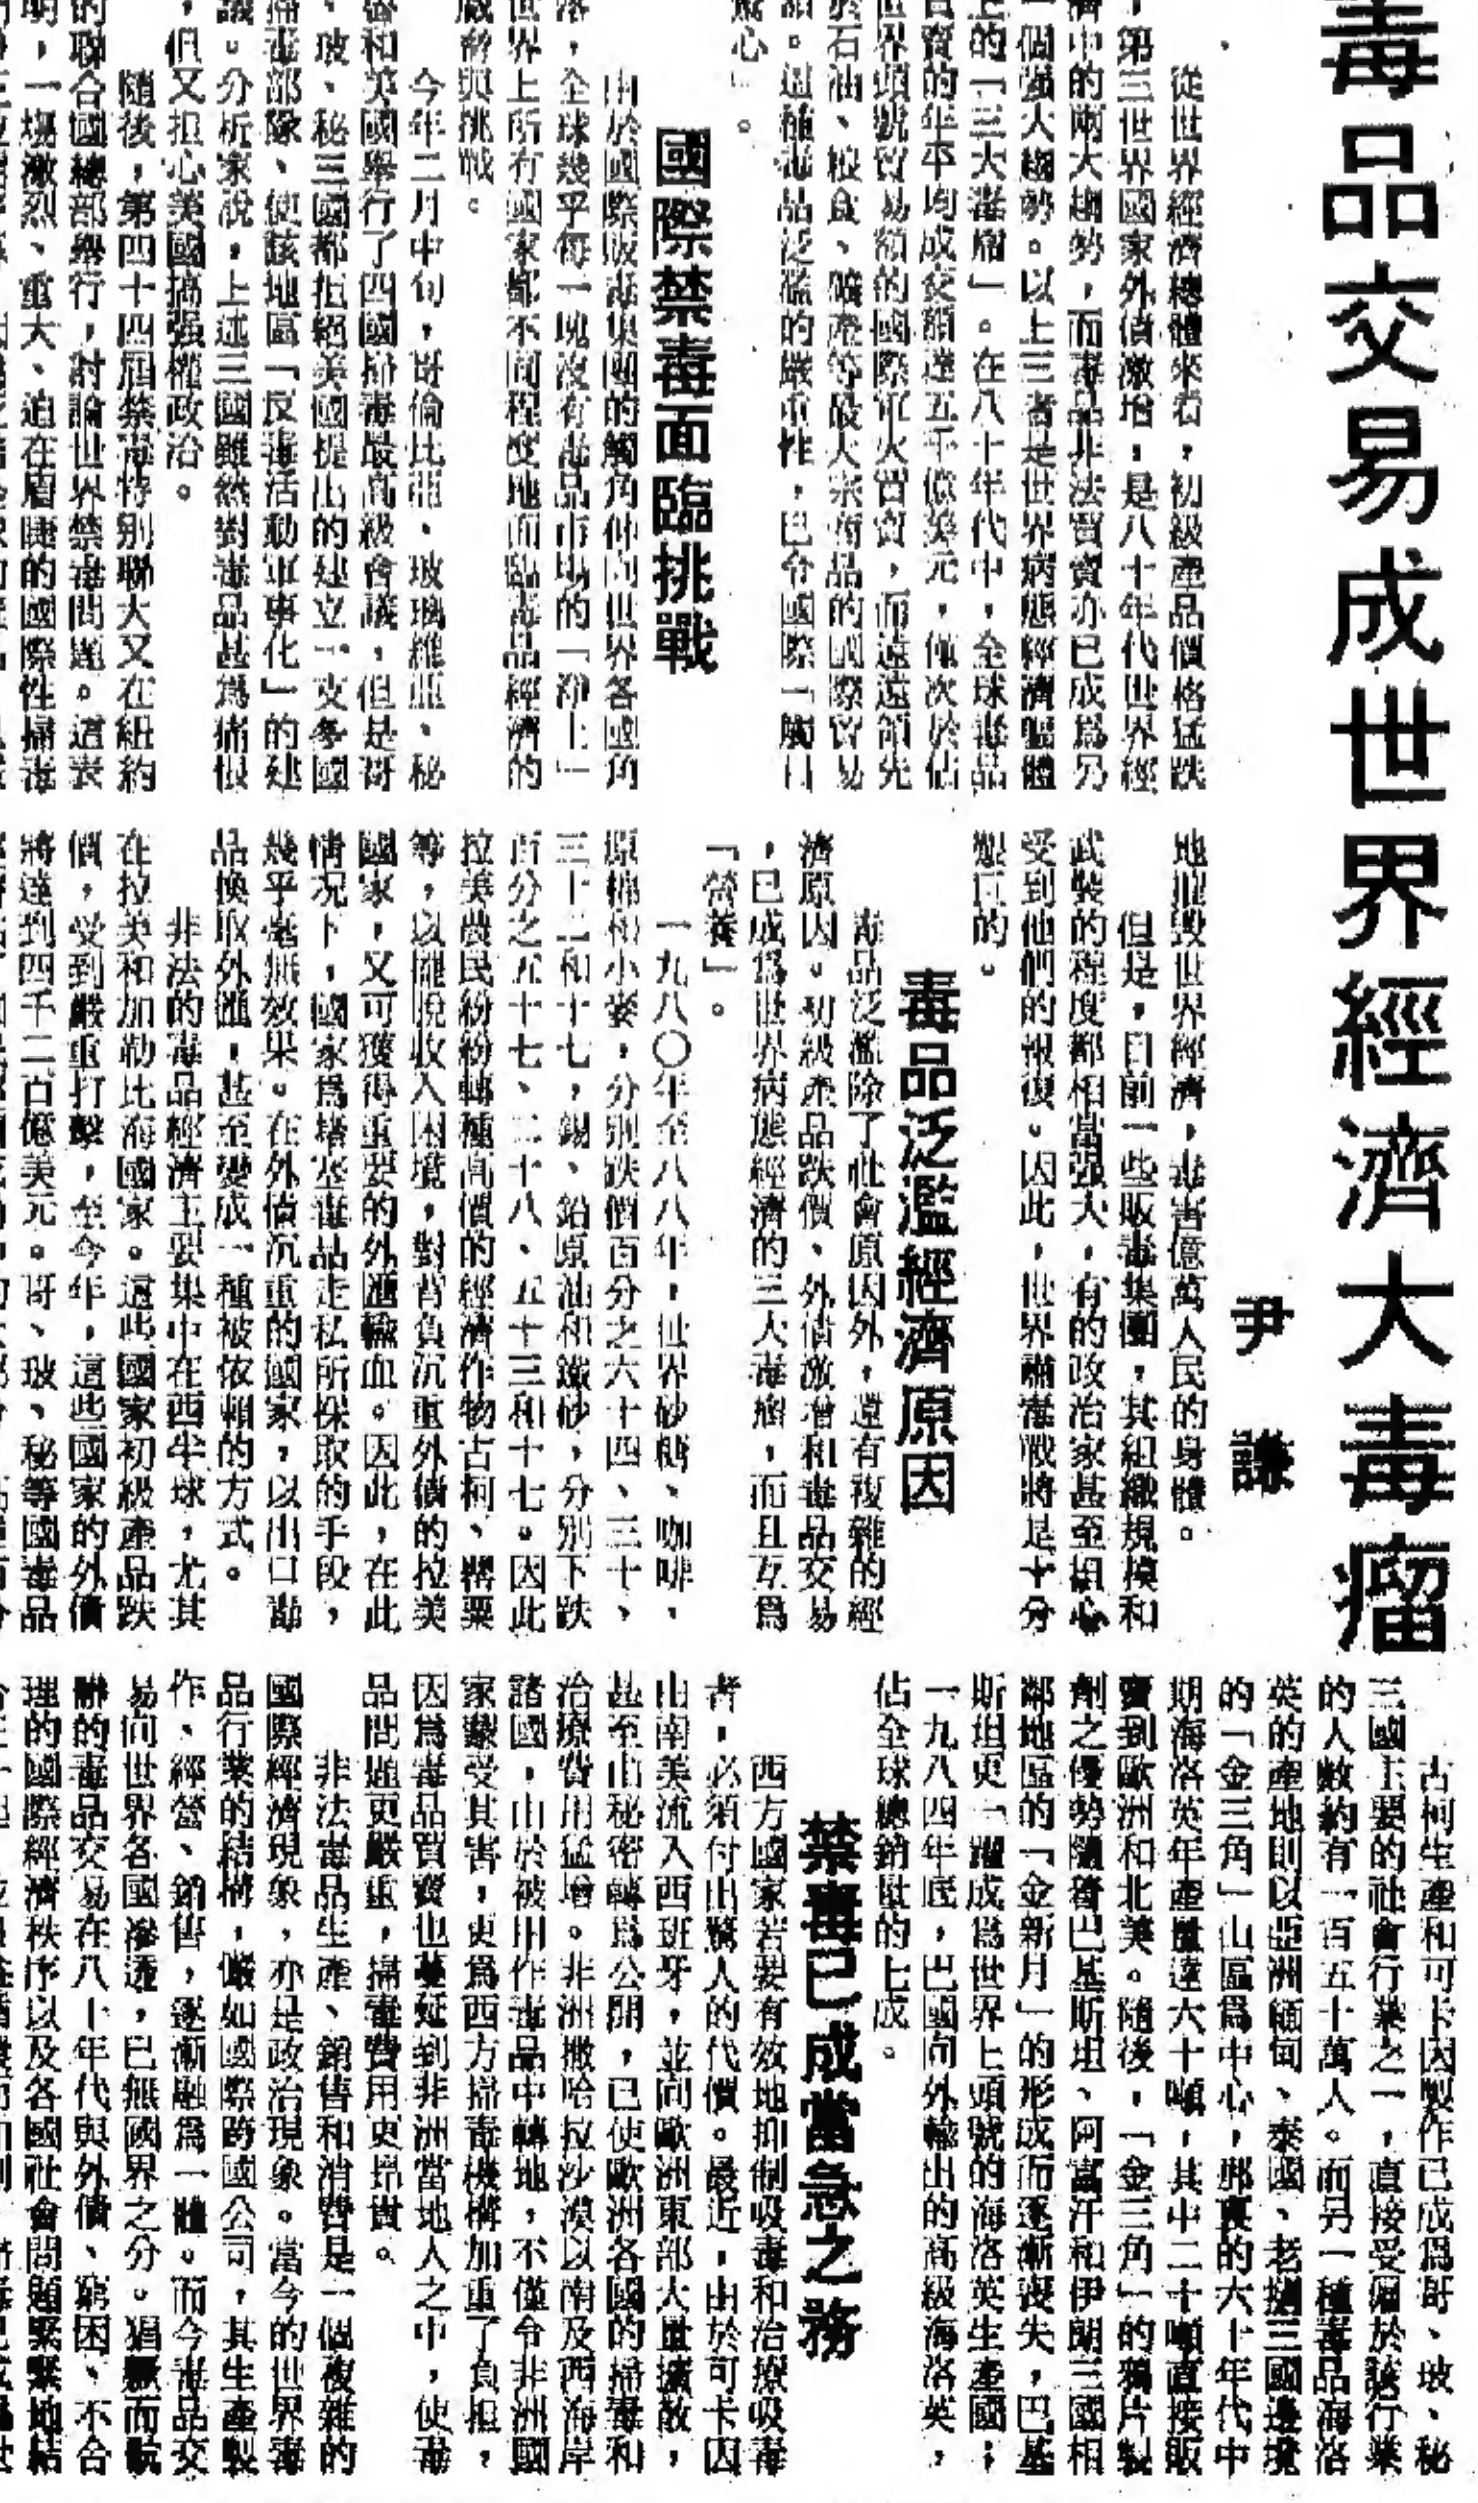 毒品交易成世界經濟大毒瘤
尹謙
從世界經濟總體來看，初級產品價格猛跌
，第三世界國家外債激增，是八十年代世界經
濟中的兩大趨勢，而毒品非法買賣亦已成爲另
一個強大趨勢。以上三者是世界病態經濟軀體
上的「三大毒瘤」。在八十年代中，全球毒品
買賣的年平均成交額達五千億美元，僅次於佔
世界頭號貿易額的國際軍火買賣，而遠遠領先
於石油、糧食、礦產等最大宗商品的國際貿易
額。這種毒品泛濫的嚴重性，已令國際「觸目
驚心」。
國際禁毒面臨挑戰
由於國際販毒集團的觸角伸向世界各國角
落，全球幾乎每一塊沒有毒品市場的「淨土」
世界上所有國家都不同程度地面臨毒品經濟的
威脅與挑戰。
今年二月中旬，哥倫比亞、玻璃維亞、秘
魯和美國舉行了四國掃毒最高級會議，但是哥
、玻、秘三國都拒絕美國提出的建立一支多國
掃毒部隊、使該地區「反毒活動軍事化」的建
議。分析家說，上述三國雖然對毒品甚爲痛恨
，但又担心美國搞强權政治。
隨後，第四十四屆禁毒特別聯大又在紐約
的聯合國總部舉行，討論世界禁毒問題。這表
明，一場激烈、重大、迫在眉睫的國際性掃毒
地摧毀世界經濟，毒害億萬人民的身體。
但是，目前一些販毒集團，其組織規模和
武裝的程度都相當强大，有的政治家甚至担心
受到他們的報復。因此，世界肅毒戰將是十分
艱巨的。
毒品泛濫經濟原因
毒品泛濫除了社會原因外，還有複雜的經
濟原因。初級產品跌價、外債激增和毒品交易
，已成爲世界病態經濟的三大毒瘤，而且互爲
「營養」。
一九八〇年至八八年，世界砂糖、咖啡、
原棉和小麥，分別跌價百分之六十四、三十、
三十二和十七，錫、鉛原油和鐵砂，分別下跌
百分之五十七、二十八、五十三和十七。因此
拉美農民紛紛轉種高價的經濟作物古柯、罌粟
等，以擺脫收入困境，對背負沉重外債的拉美
國家，又可獲得重要的外匯輸血。因此，在此
情况下，國家爲堵塞毒品走私所採取的手段，
幾乎毫無效果。在外債沉重的國家，以出口毒
品換取外匯，甚至變成一種被依賴的方式。
非法的毒品經濟主要集中在西半球，尤其
在拉美和加勒比海國家。這些國家初級產品跌
價，受到嚴重打擊，至今年，這些國家的外債
將達到四千二百億美元。哥、玻、秘等國毒品
古柯生產和可卡因製作已成爲哥、玻、秘
三國主要的社會行業之一，直接受僱於該行業
的人數約有一百五十萬人。而另一種毒品海洛
英的產地則以亞洲緬甸、泰國、老撾三國邊境
的「金三角」山區爲中心，那裏的六十年代中
期海洛英年產量達六十噸，其中二十噸直接販
賣到歐洲和北美。隨後，「金三角」的鴉片製
劑之優勢隨着巴基斯坦、阿富汗和伊朗三國相
鄰地區的「金新月」的形成而逐漸喪失，巴基
斯坦更一躍成爲世界上頭號的海洛英生產國；
一九八四年底，巴國向外輸出的高級海洛英，
佔全球總銷量的七成。
禁毒已成當急之務
西方國家若要有效地抑制吸毒和治療吸毒
者，必須付出驚人的代價。最近，由於可卡因
由南美流入西班牙，並向歐洲東部大量擴散，
甚至由秘密轉爲公開，已使歐洲各國的掃毒和
治療費用猛增。非洲撒哈拉沙漠以南及西海岸
諸國，由於被用作毒品中轉地，不僅令非洲國
家蒙受其害，更爲西方掃毒機構加重了負担，
因爲毒品買賣也蔓延到非洲當地人之中，使毒
品問題更嚴重，掃毒費用更昂貴。
非法毒品生產、銷售和消費是一個複雜的
國際經濟現象，亦是政治現象。當今的世界毒
品行業的結構，儼如國際跨國公司，其生產製
作、經營、銷售，逐漸融爲一體。而今毒品交
易向世界各國滲透，已無國界之分。猖獗而骯
髒的毒品交易在八十年代與外債、窮困、不合
理的國際經濟秩序以及各國社會問題緊緊地結